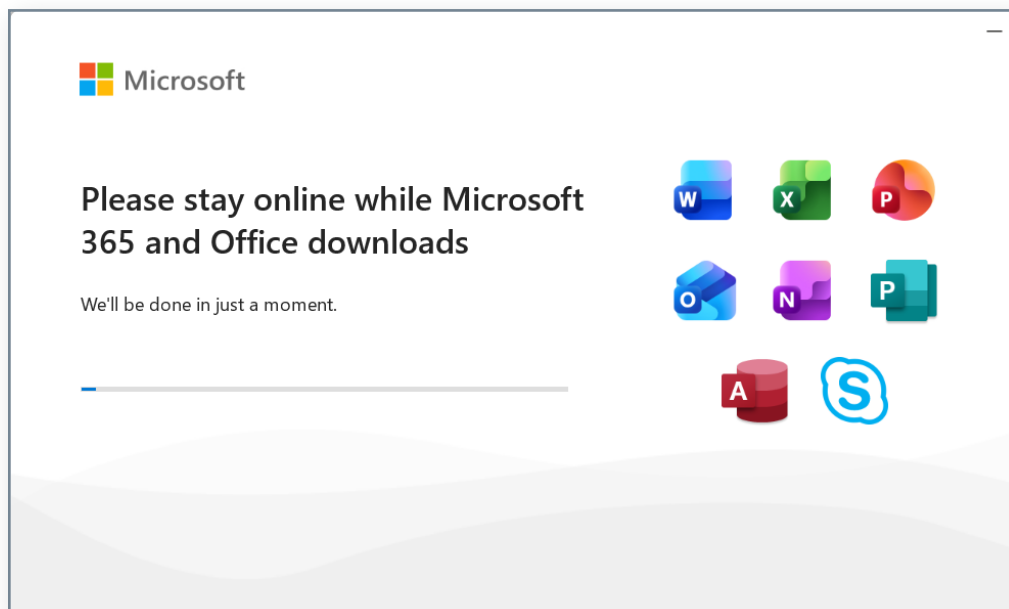 Microsoft
Please stay online while Microsoft
365 and Office downloads
We'll be done in just a moment.
W X P
O N P
A S